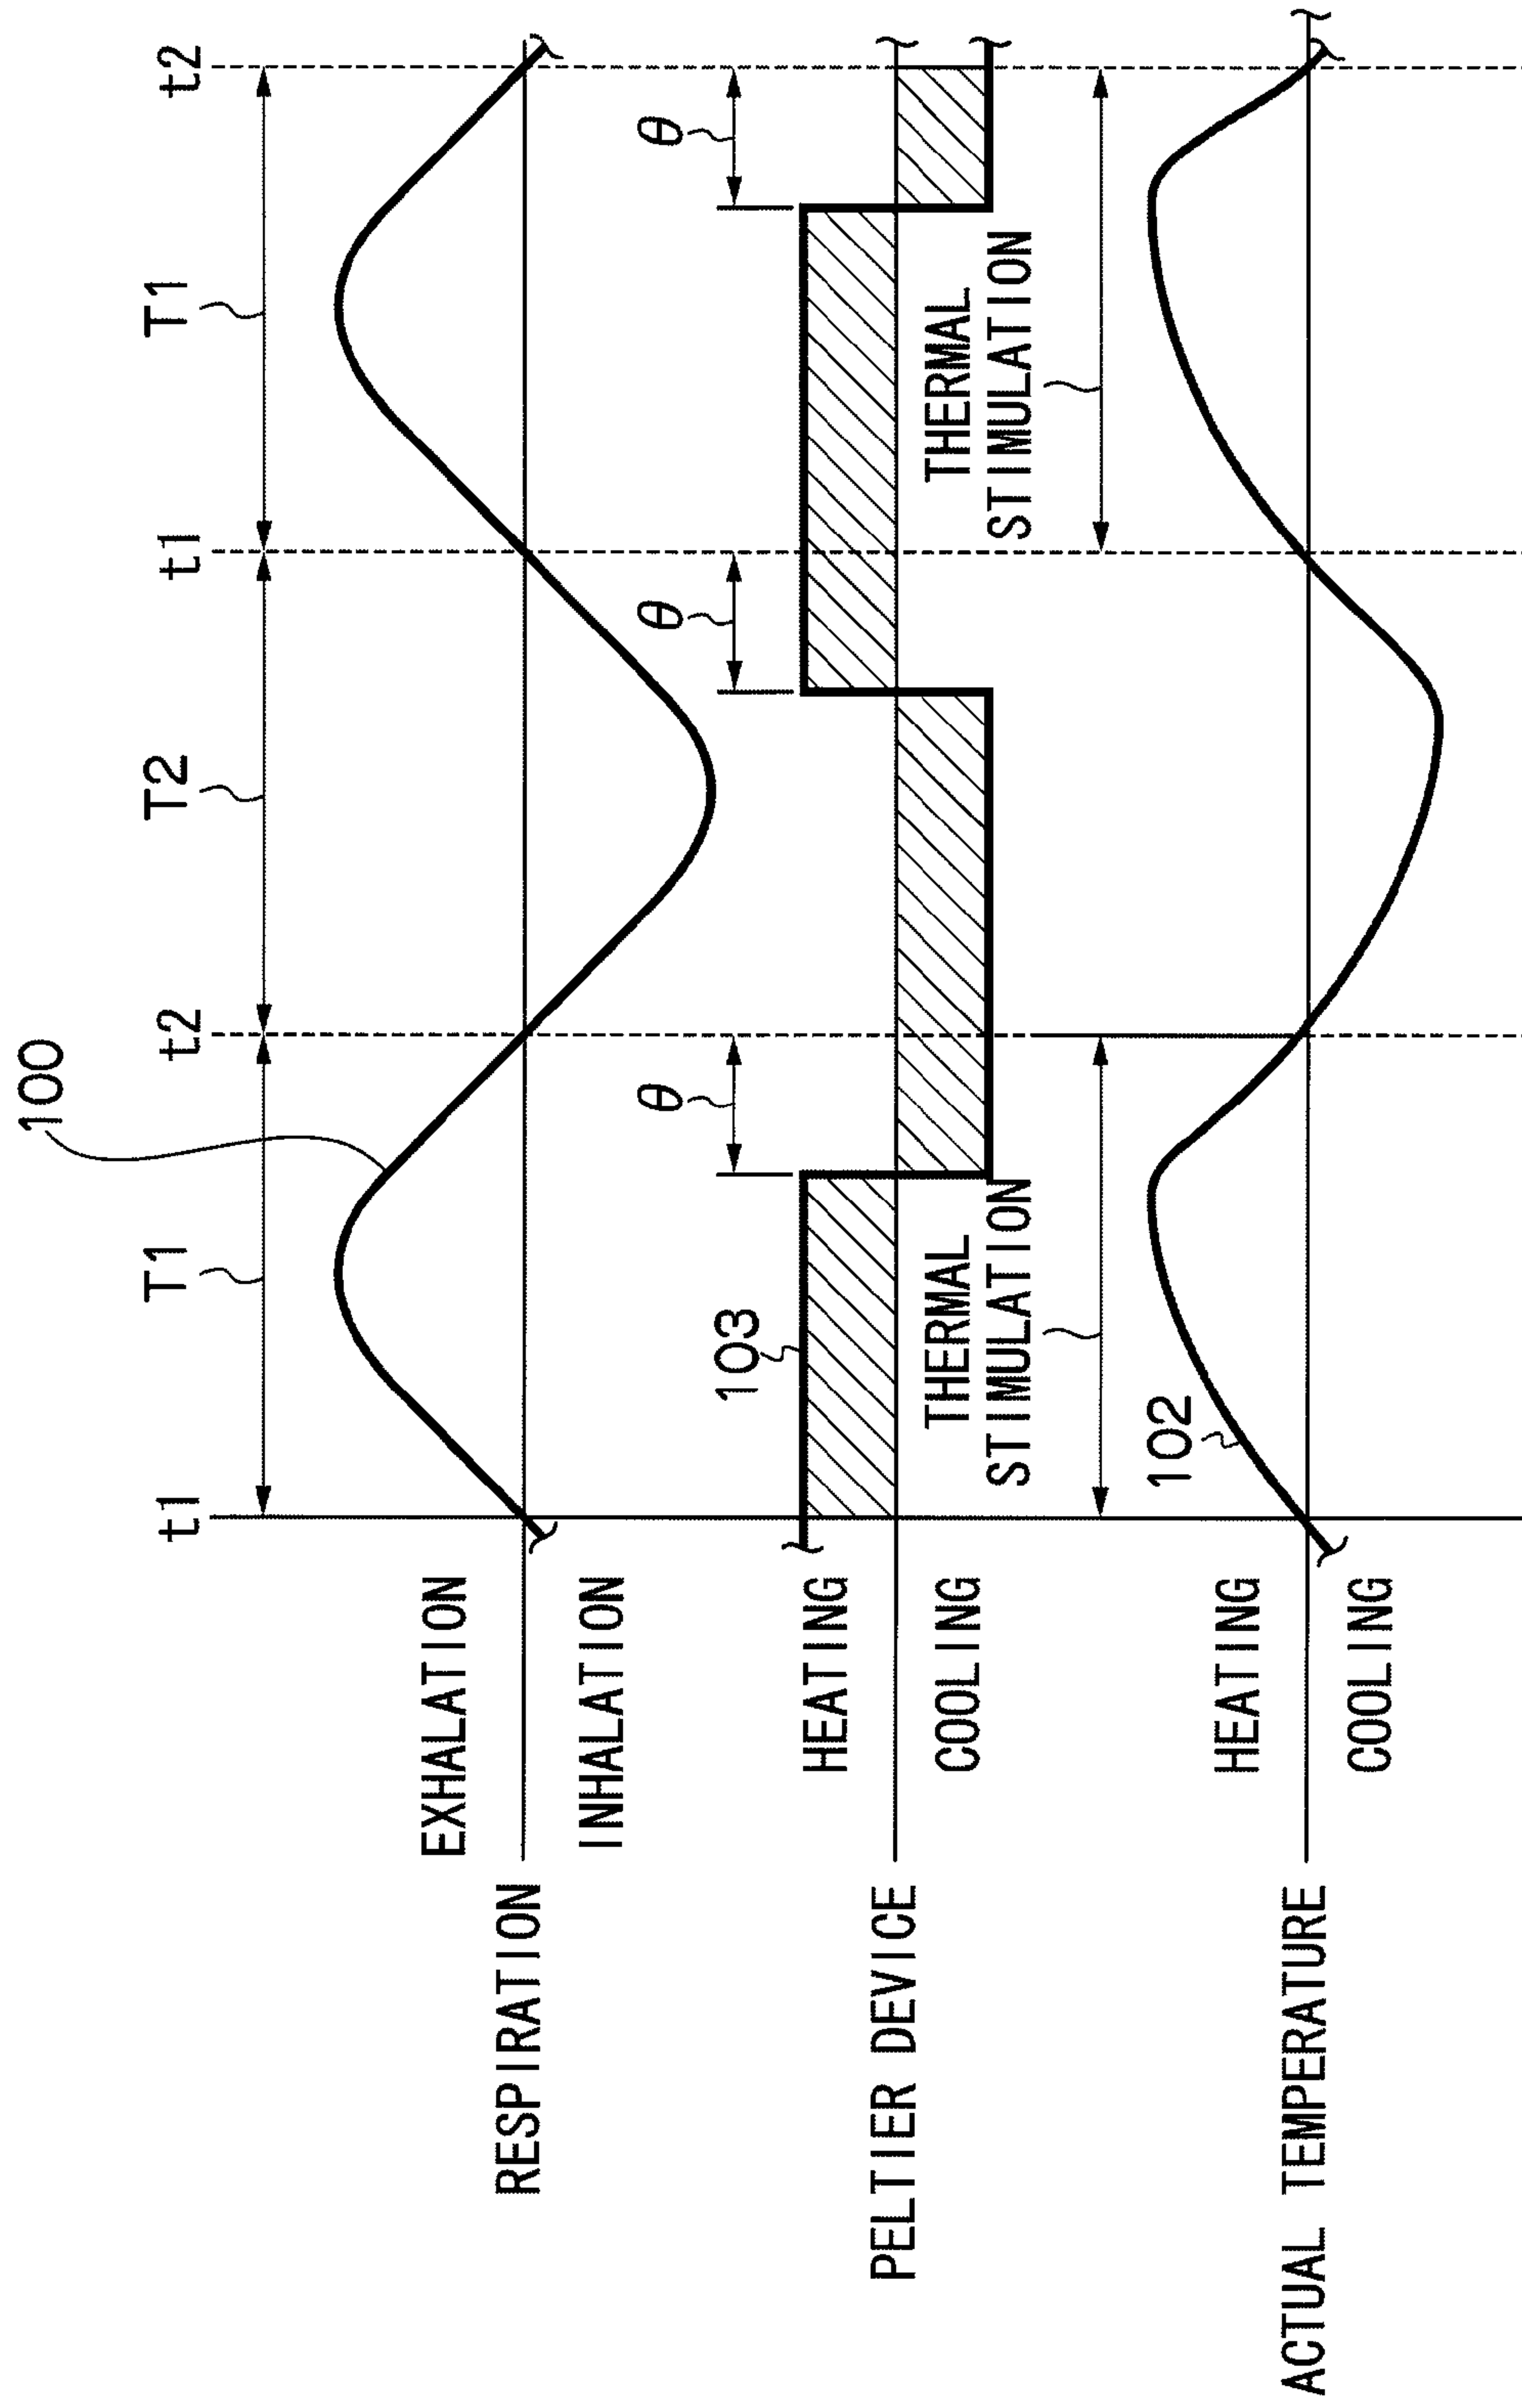 100
t1
T1
t2
T2
t1
T1
t2
EXHALATION
RESPIRATION
INHALATION
θ
θ
θ
103
HEATING
PELTIER DEVICE
COOLING
THERMAL
STIMULATION
THERMAL
STIMULATION
102
HEATING
ACTUAL TEMPERATURE
COOLING